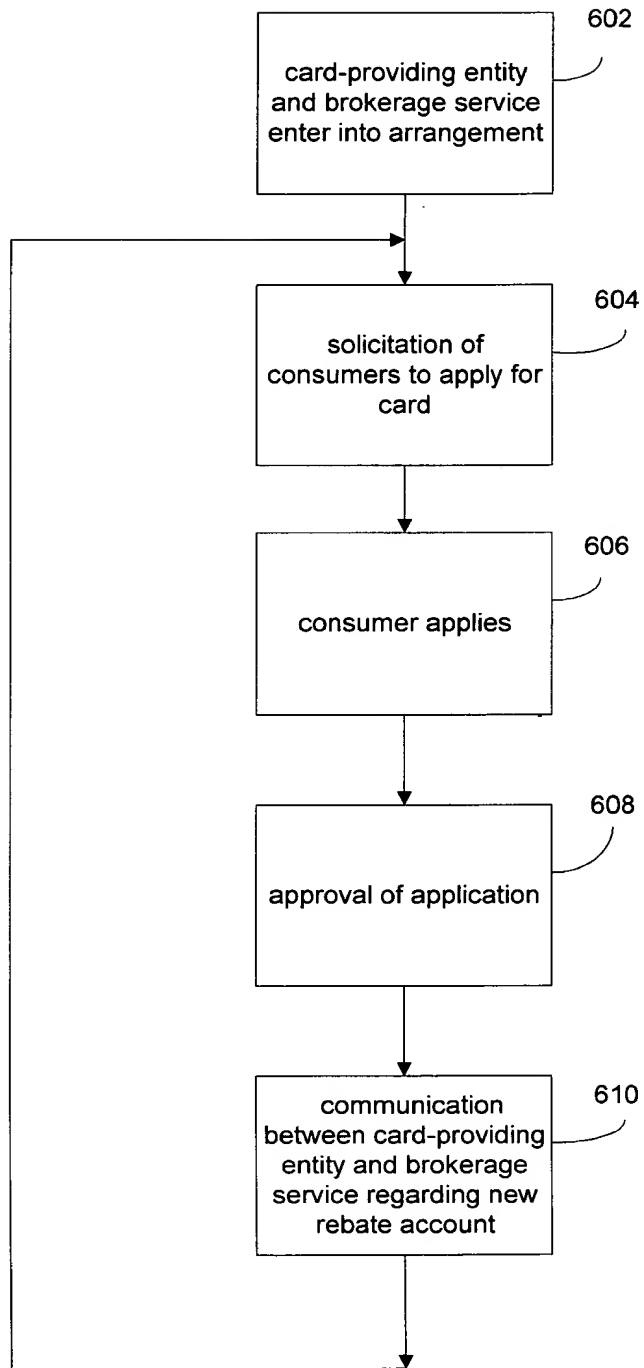 602
card-providing entity
and brokerage service
enter into arrangement
604
solicitation of
consumers to apply for
card
606
consumer applies
608
approval of application
610
communication
between card-providing
entity and brokerage
service regarding new
rebate account